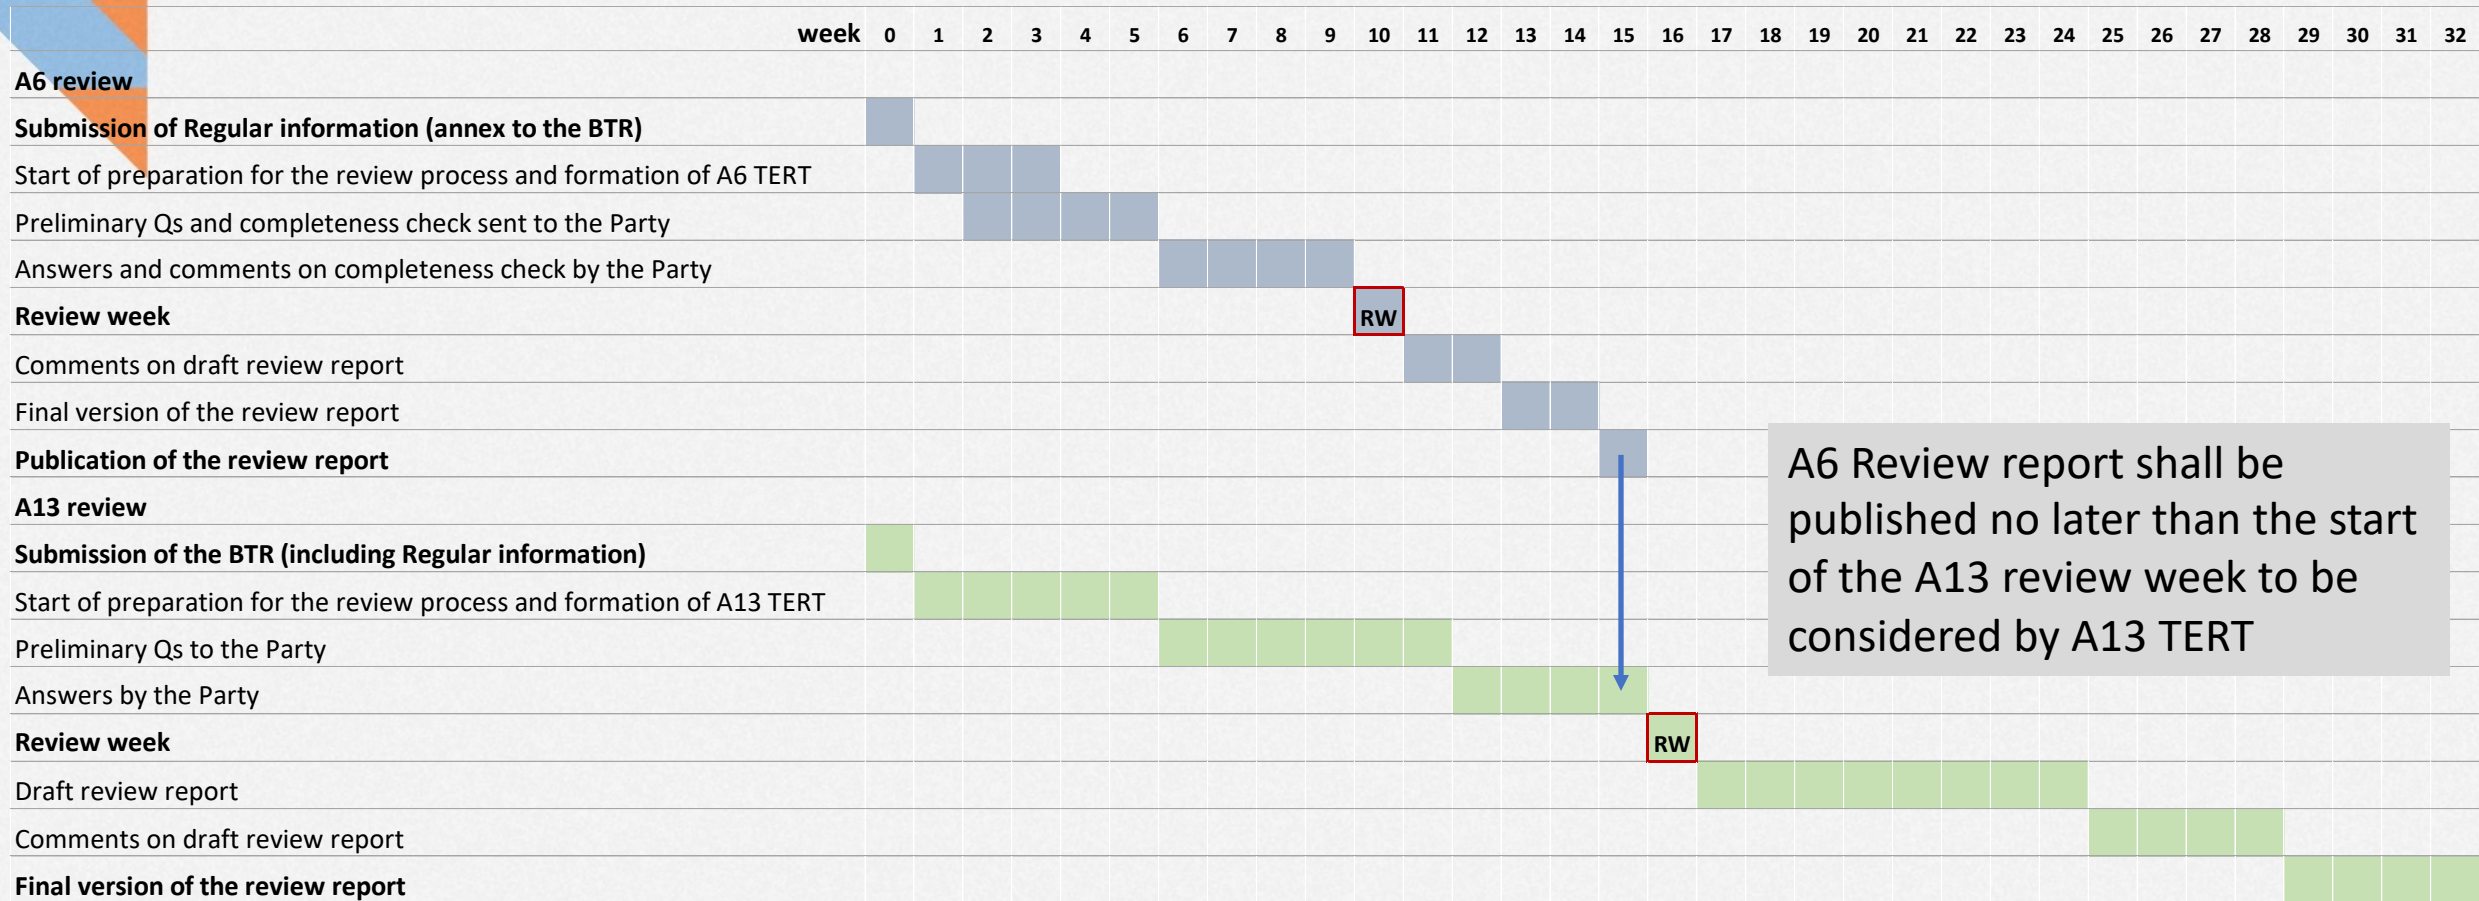 week 0 1 2 3 4 5 6 7 8 9 10 11 12 13 14 15 16 17 18 19 20 21 22 23 24 25 26 27 28 29 30 31 32
A6 review
Submission of Regular information (annex to the BTR)
Start of preparation for the review process and formation of A6 TERT
Preliminary Qs and completeness check sent to the Party
Answers and comments on completeness check by the Party
Review week RW
Comments on draft review report
Final version of the review report
Publication of the review report
A13 review
Submission of the BTR (including Regular information)
Start of preparation for the review process and formation of A13 TERT
Preliminary Qs to the Party
Answers by the Party
Review week RW
Draft review report
Comments on draft review report
Final version of the review report
A6 Review report shall be
published no later than the start
of the A13 review week to be
considered by A13 TERT